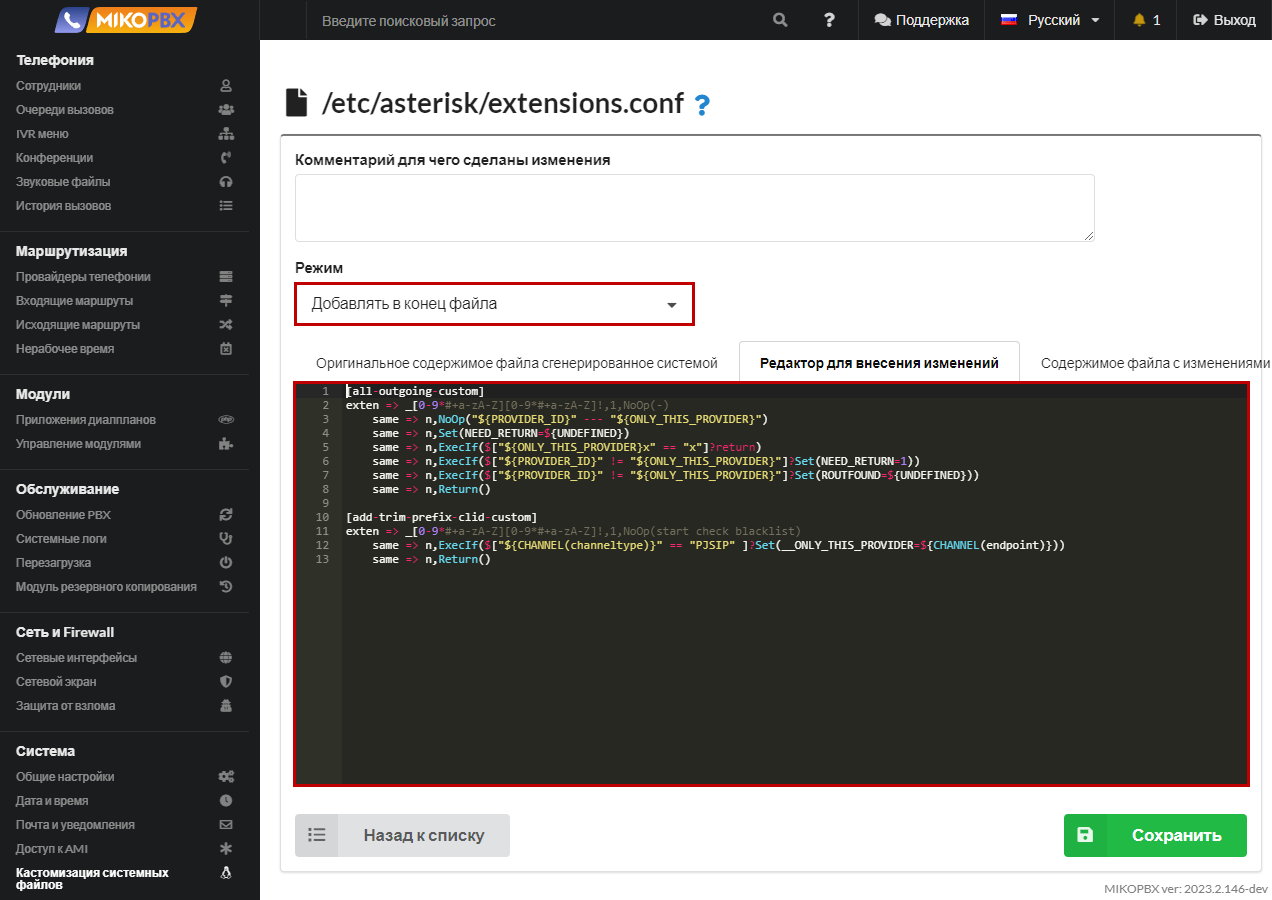 MIKOPBX
Введите поисковый запрос
?
Поддержка
Русский
1
Выход
Телефония
Сотрудники
Очереди вызовов
IVR меню
Конференции
Звуковые файлы
История вызовов
Маршрутизация
Провайдеры телефонии
Входящие маршруты
Исходящие маршруты
Нерабочее время
Модули
Приложения диалпланов
Управление модулями
Обслуживание
Обновление PBX
Системные логи
Перезагрузка
Модуль резервного копирования
Сеть и Firewall
Сетевые интерфейсы
Сетевой экран
Защита от взлома
Система
Общие настройки
Дата и время
Почта и уведомления
Доступ к AMI
Кастомизация системных
файлов
/etc/asterisk/extensions.conf ?
Комментарий для чего сделаны изменения
Режим
Добавлять в конец файла
Оригинальное содержимое файла сгенерированное системой
Редактор для внесения изменений
Содержимое файла с изменениями
1 [all-outgoing-custom]
2 exten => _[0-9*#+a-zA-Z][0-9*#+a-zA-Z]!,1,NoOp(-)
3     same => n,NoOp("${PROVIDER_ID}" --- "${ONLY_THIS_PROVIDER}")
4     same => n,Set(NEED_RETURN=${UNDEFINED})
5     same => n,ExecIf($["${ONLY_THIS_PROVIDER}x" == "x"]?return)
6     same => n,ExecIf($["${PROVIDER_ID}" != "${ONLY_THIS_PROVIDER}"]?Set(NEED_RETURN=1))
7     same => n,ExecIf($["${PROVIDER_ID}" != "${ONLY_THIS_PROVIDER}"]?Set(ROUTFOUND=${UNDEFINED}))
8     same => n,Return()
9
10 [add-trim-prefix-clid-custom]
11 exten => _[0-9*#+a-zA-Z][0-9*#+a-zA-Z]!,1,NoOp(start check blacklist)
12     same => n,ExecIf($["${CHANNEL(channeltype)}" == "PJSIP" ]?Set(__ONLY_THIS_PROVIDER=${CHANNEL(endpoint)}))
13     same => n,Return()
Назад к списку
Сохранить
MIKOPBX ver: 2023.2.146-dev